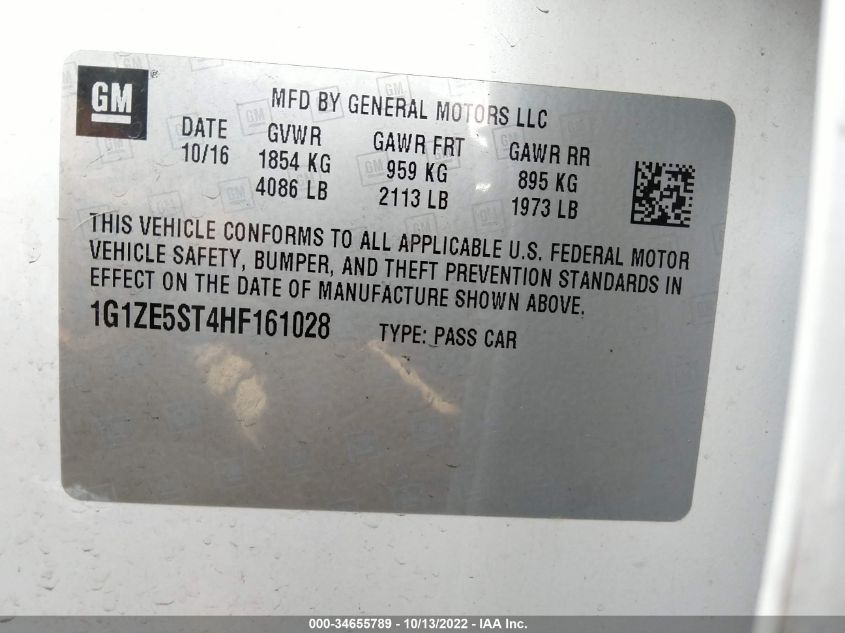 GM ®
MFD BY GENERAL MOTORS LLC
DATE GVWR GAWR FRT GAWR RR
10/16 1854 KG 959 KG 895 KG
4086 LB 2113 LB 1973 LB
THIS VEHICLE CONFORMS TO ALL APPLICABLE U.S. FEDERAL MOTOR
VEHICLE SAFETY, BUMPER, AND THEFT PREVENTION STANDARDS IN
EFFECT ON THE DATE OF MANUFACTURE SHOWN ABOVE.
1G1ZE5ST4HF161028 TYPE: PASS CAR
000-34655789 - 10/13/2022 - IAA Inc.